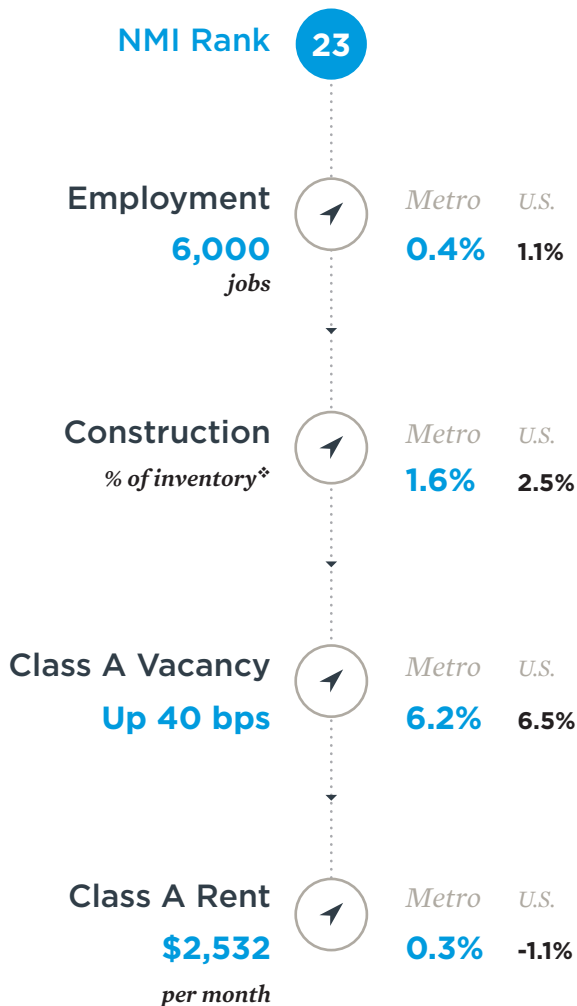 NMI Rank 23
Employment Metro U.S.
6,000 0.4% 1.1%
jobs
Construction Metro U.S.
% of inventory❖ 1.6% 2.5%
Class A Vacancy Metro U.S.
Up 40 bps 6.2% 6.5%
Class A Rent Metro U.S.
$2,532 0.3% -1.1%
per month